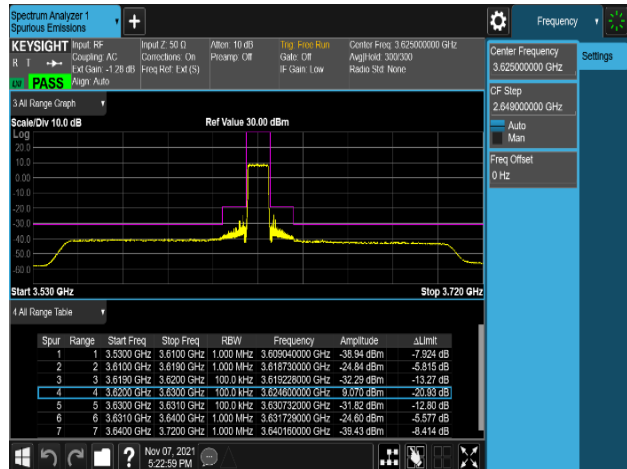 Spectrum Analyzer 1
Spurious Emissions
Frequency
KEYSIGHT Input: RF Input Z: 50 Ω Atten: 10 dB Trig: Free Run Center Freq: 3.625000000 GHz
R T Coupling: AC Corrections: On Preamp: Off Gate: Off Avg|Hold: 300/300
Ext Gain: -1.28 dB Freq Ref: Ext (S) IF Gain: Low Radio Std: None
PASS Align: Auto
Center Frequency
3.625000000 GHz
Settings
CF Step
2.649000000 GHz
Auto
Man
Freq Offset
0 Hz
3 All Range Graph
Scale/Div 10.0 dB Ref Value 30.00 dBm
Log
20.0
10.0
0.00
-10.0
-20.0
-30.0
-40.0
-50.0
-60.0
Start 3.530 GHz Stop 3.720 GHz
4 All Range Table
Spur Range Start Freq Stop Freq RBW Frequency Amplitude ΔLimit
1 1 3.5300 GHz 3.6100 GHz 1.000 MHz 3.609040000 GHz -38.94 dBm -7.924 dB
2 2 3.6100 GHz 3.6190 GHz 1.000 MHz 3.618730000 GHz -24.84 dBm -5.815 dB
3 3 3.6190 GHz 3.6200 GHz 100.0 kHz 3.619228000 GHz -32.29 dBm -13.27 dB
4 4 3.6200 GHz 3.6300 GHz 100.0 kHz 3.624600000 GHz 9.070 dBm -20.93 dB
5 5 3.6300 GHz 3.6310 GHz 100.0 kHz 3.630732000 GHz -31.82 dBm -12.80 dB
6 6 3.6310 GHz 3.6400 GHz 1.000 MHz 3.631729000 GHz -24.60 dBm -5.577 dB
7 7 3.6400 GHz 3.7200 GHz 1.000 MHz 3.640160000 GHz -39.43 dBm -8.414 dB
Nov 07, 2021
5:22:59 PM